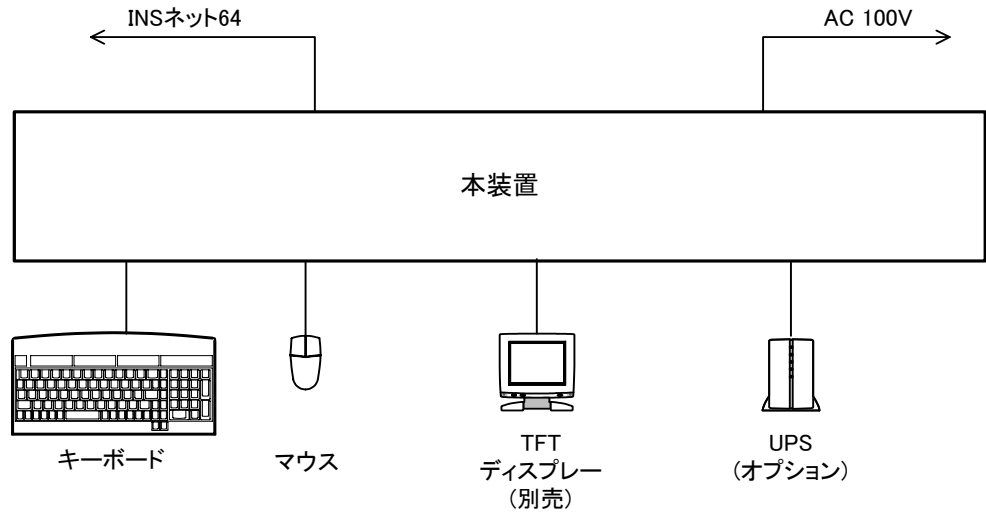 INSネット64
AC 100V
本装置
キーボード
マウス
TFT
ディスプレー
(別売)
UPS
(オプション)